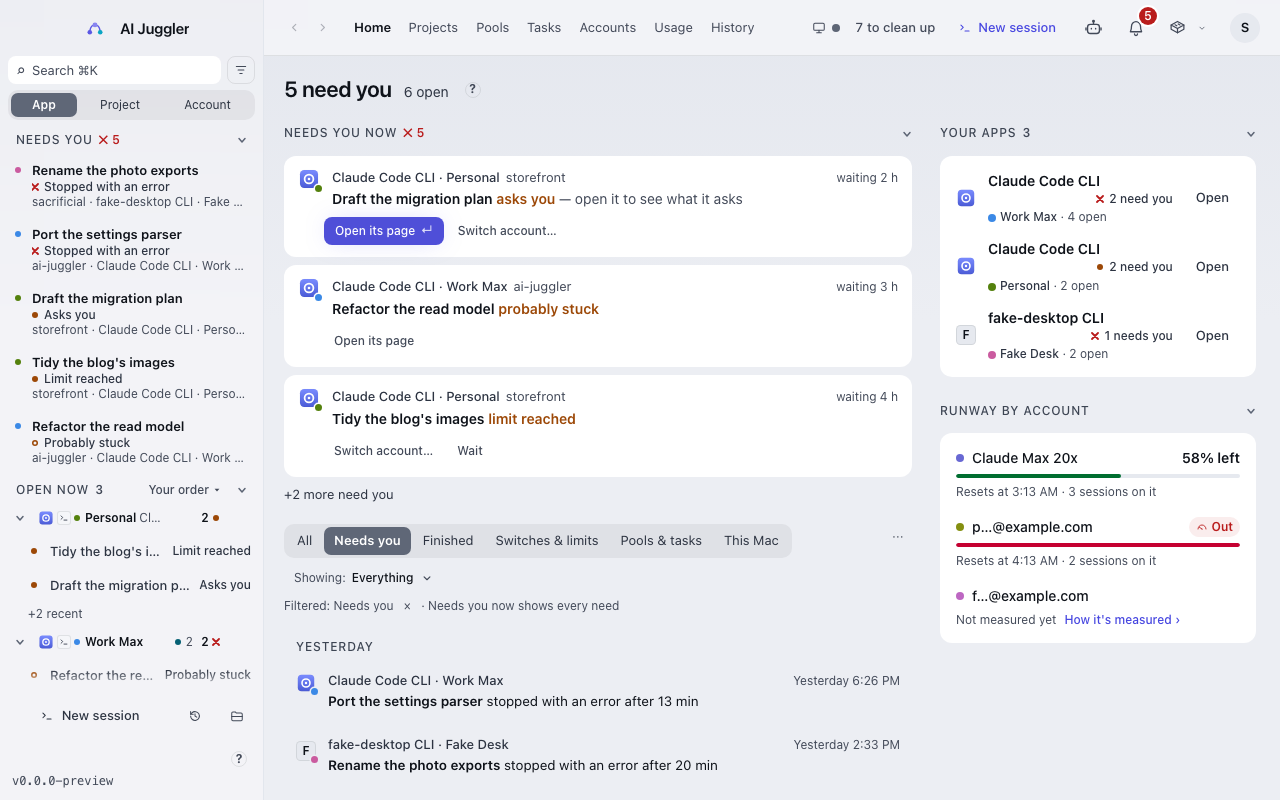 AI Juggler
Search ⌘K
App
Project
Account
NEEDS YOU 5
Rename the photo exports
Stopped with an error
sacrificial · fake-desktop CLI · Fake …
Port the settings parser
Stopped with an error
ai-juggler · Claude Code CLI · Work …
Draft the migration plan
Asks you
storefront · Claude Code CLI · Perso…
Tidy the blog's images
Limit reached
storefront · Claude Code CLI · Perso…
Refactor the read model
Probably stuck
ai-juggler · Claude Code CLI · Work …
OPEN NOW 3
Your order
Personal Cl… 2
Tidy the blog's i… Limit reached
Draft the migration p… Asks you
+2 recent
Work Max 2 2
Refactor the re… Probably stuck
New session
?
v0.0.0-preview
Home
Projects
Pools
Tasks
Accounts
Usage
History
7 to clean up
New session
5
S
5 need you 6 open ?
NEEDS YOU NOW 5
Claude Code CLI · Personal storefront waiting 2 h
Draft the migration plan asks you — open it to see what it asks
Open its page ↵ Switch account…
Claude Code CLI · Work Max ai-juggler waiting 3 h
Refactor the read model probably stuck
Open its page
Claude Code CLI · Personal storefront waiting 4 h
Tidy the blog's images limit reached
Switch account… Wait
+2 more need you
All
Needs you
Finished
Switches & limits
Pools & tasks
This Mac
…
Showing: Everything
Filtered: Needs you × · Needs you now shows every need
YESTERDAY
Claude Code CLI · Work Max Yesterday 6:26 PM
Port the settings parser stopped with an error after 13 min
F
fake-desktop CLI · Fake Desk Yesterday 2:33 PM
Rename the photo exports stopped with an error after 20 min
YOUR APPS 3
Claude Code CLI
2 need you
Open
Work Max · 4 open
Claude Code CLI
2 need you
Open
Personal · 2 open
F
fake-desktop CLI
1 needs you
Open
Fake Desk · 2 open
RUNWAY BY ACCOUNT
Claude Max 20x 58% left
Resets at 3:13 AM · 3 sessions on it
p…@example.com Out
Resets at 4:13 AM · 2 sessions on it
f…@example.com
Not measured yet How it's measured ›